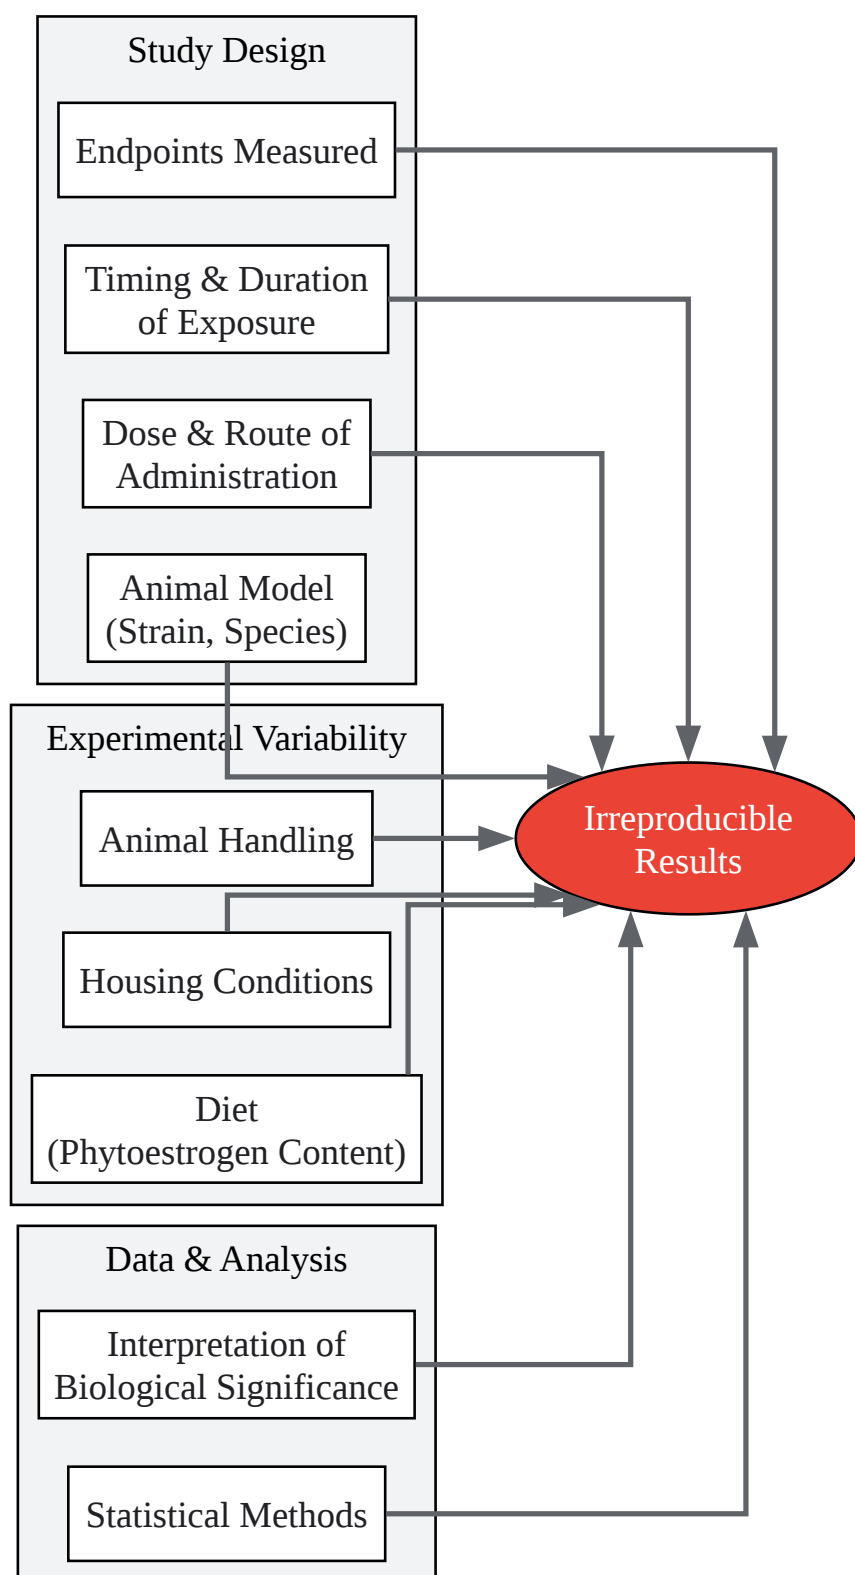 Study Design
Endpoints Measured
Timing & Duration
of Exposure
Dose & Route of
Administration
Animal Model
(Strain, Species)
Experimental Variability
Animal Handling
Housing Conditions
Diet
(Phytoestrogen Content)
Irreproducible
Results
Data & Analysis
Interpretation of
Biological Significance
Statistical Methods